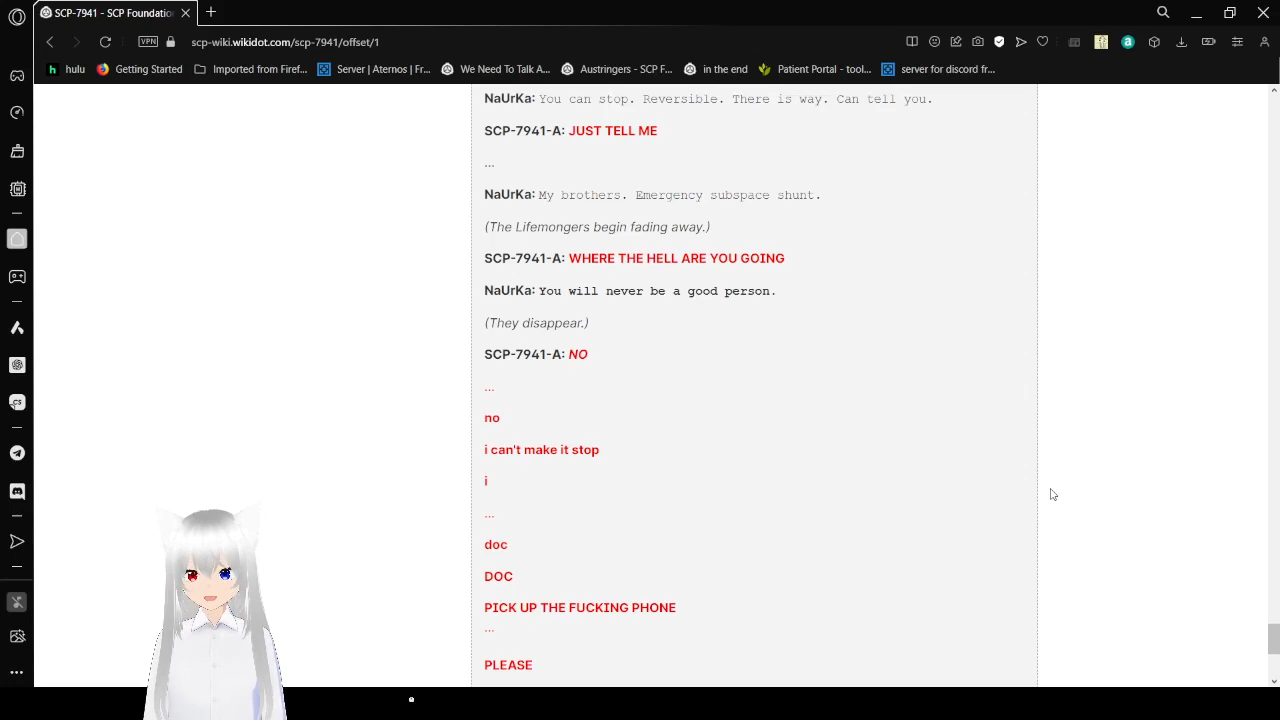 SCP-7941 - SCP Foundatio
VPN
scp-wiki.wikidot.com/scp-7941/offset/1
hulu
Getting Started
Imported from Firef...
Server | Aternos | Fr...
We Need To Talk A...
Austringers - SCP F...
in the end
Patient Portal - tool...
server for discord fr...
NaUrKa: You can stop. Reversible. There is way. Can tell you.
SCP-7941-A: JUST TELL ME
...
NaUrKa: My brothers. Emergency subspace shunt.
(The Lifemongers begin fading away.)
SCP-7941-A: WHERE THE HELL ARE YOU GOING
NaUrKa: You will never be a good person.
(They disappear.)
SCP-7941-A: NO
...
no
i can't make it stop
i
...
doc
DOC
PICK UP THE FUCKING PHONE
...
PLEASE